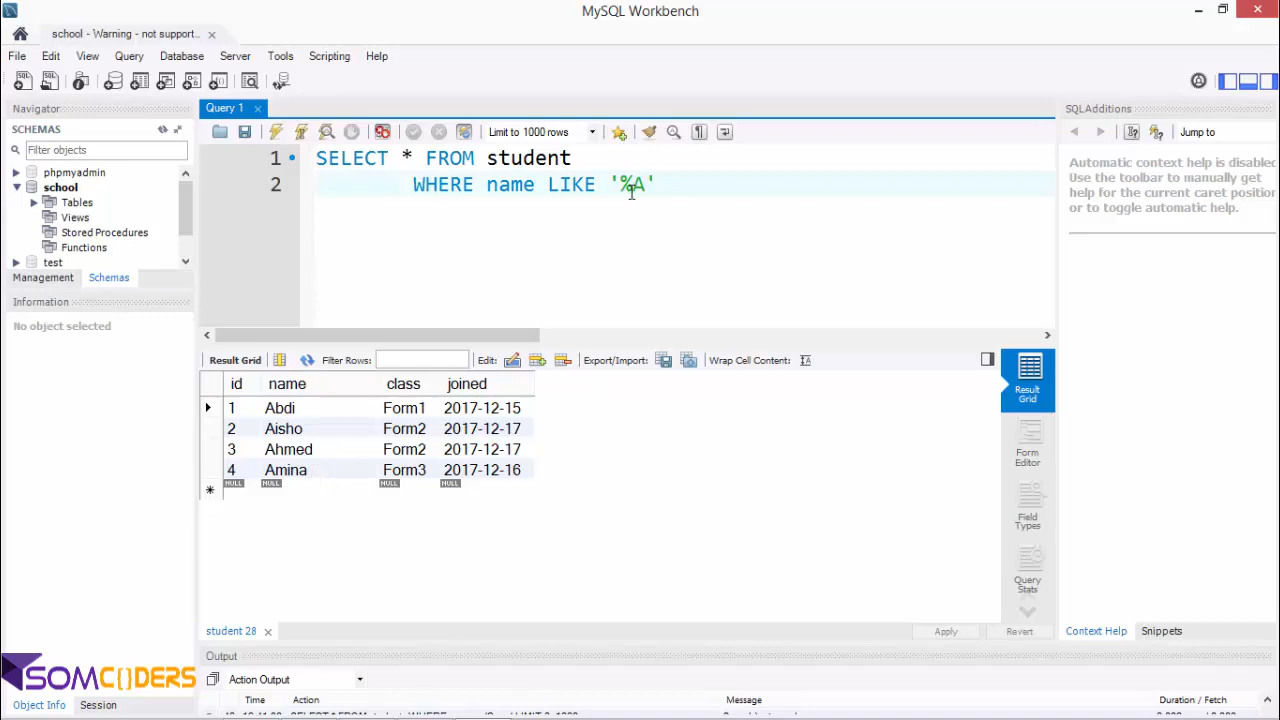 MySQL Workbench
school - Warning - not support...
File Edit View Query Database Server Tools Scripting Help
Navigator
SCHEMAS
Filter objects
phpmyadmin
school
Tables
Views
Stored Procedures
Functions
test
Management Schemas
Information
No object selected
Query 1
Limit to 1000 rows
1 SELECT * FROM student
2 WHERE name LIKE '%A'
SQLAdditions
Jump to
Automatic context help is disabled
Use the toolbar to manually get
help for the current caret position
or to toggle automatic help.
Result Grid Filter Rows: Edit: Export/Import: Wrap Cell Content:
id name class joined
1 Abdi Form1 2017-12-15
2 Aisho Form2 2017-12-17
3 Ahmed Form2 2017-12-17
4 Amina Form3 2017-12-16
NULL NULL NULL NULL
Result
Grid
Form
Editor
Field
Types
Query
Stats
student 28
Apply Revert
Context Help Snippets
Output
Action Output
Time Action Message Duration / Fetch
SOMCODERS
Object Info Session